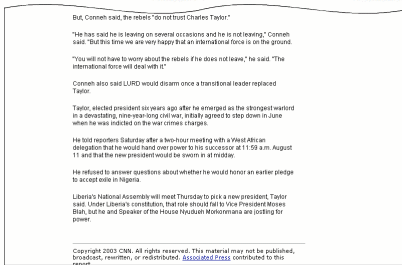 But, Conneh said, the rebels "do not trust Charles Taylor."
"He has said he is leaving on several occasions and he is not leaving," Conneh
said. "But this time we are very happy that an international force is on the ground.
"You will not have to worry about the rebels if he does not leave," he said. "The
international force will deal with it."
Conneh also said LURD would disarm once a transitional leader replaced
Taylor.
Taylor, elected president six years ago after he emerged as the strongest warlord
in a devastating, nine-year-long civil war, initially agreed to step down in June
when he was indicted on the war crimes charges.
He told reporters Saturday after a two-hour meeting with a West African
delegation that he would hand over power to his successor at 11:59 a.m. August
11 and that the new president would be sworn in at midday.
He refused to answer questions about whether he would honor an earlier pledge
to accept exile in Nigeria.
Liberia's National Assembly will meet Thursday to pick a new president, Taylor
said. Under Liberia's constitution, that role should fall to Vice President Moses
Blah, but he and Speaker of the House Nyudueh Morkonmana are jostling for
power.
Copyright 2003 CNN. All rights reserved. This material may not be published,
broadcast, rewritten, or redistributed. Associated Press contributed to this
report.